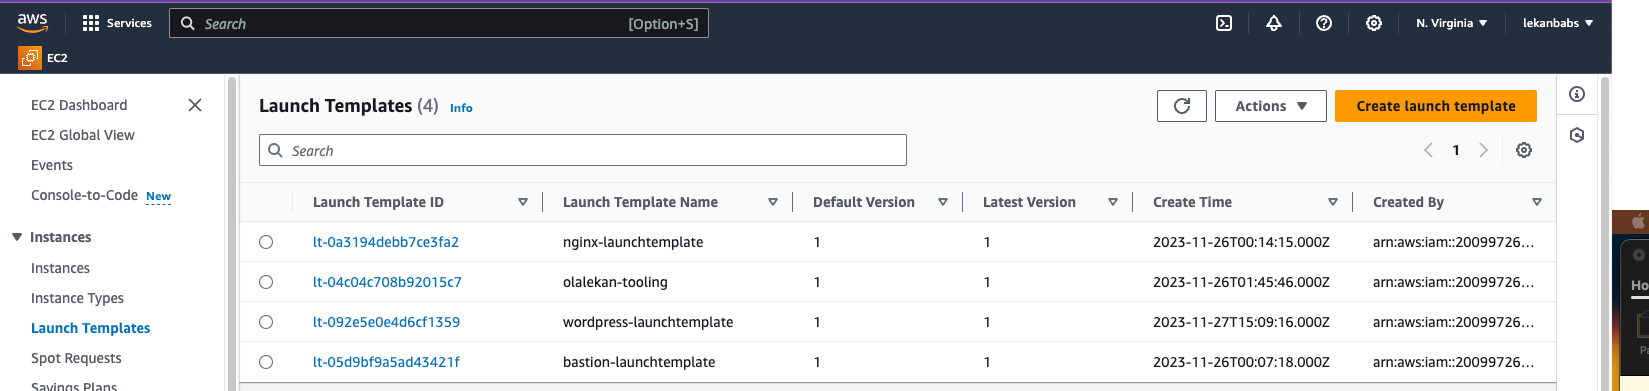 aws
Services
Search
[Option+S]
N. Virginia
lekanbabs
EC2
EC2 Dashboard
EC2 Global View
Events
Console-to-Code New
Instances
Instances
Instance Types
Launch Templates
Spot Requests
Savings Plans
Launch Templates (4) Info
Actions
Create launch template
Search
1
Launch Template ID Launch Template Name Default Version Latest Version Create Time Created By
lt-0a3194debb7ce3fa2 nginx-launchtemplate 1 1 2023-11-26T00:14:15.000Z arn:aws:iam::20099726...
lt-04c04c708b92015c7 olalekan-tooling 1 1 2023-11-26T01:45:46.000Z arn:aws:iam::20099726...
lt-092e5e0e4d6cf1359 wordpress-launchtemplate 1 1 2023-11-27T15:09:16.000Z arn:aws:iam::20099726...
lt-05d9bf9a5ad43421f bastion-launchtemplate 1 1 2023-11-26T00:07:18.000Z arn:aws:iam::20099726...
Ho